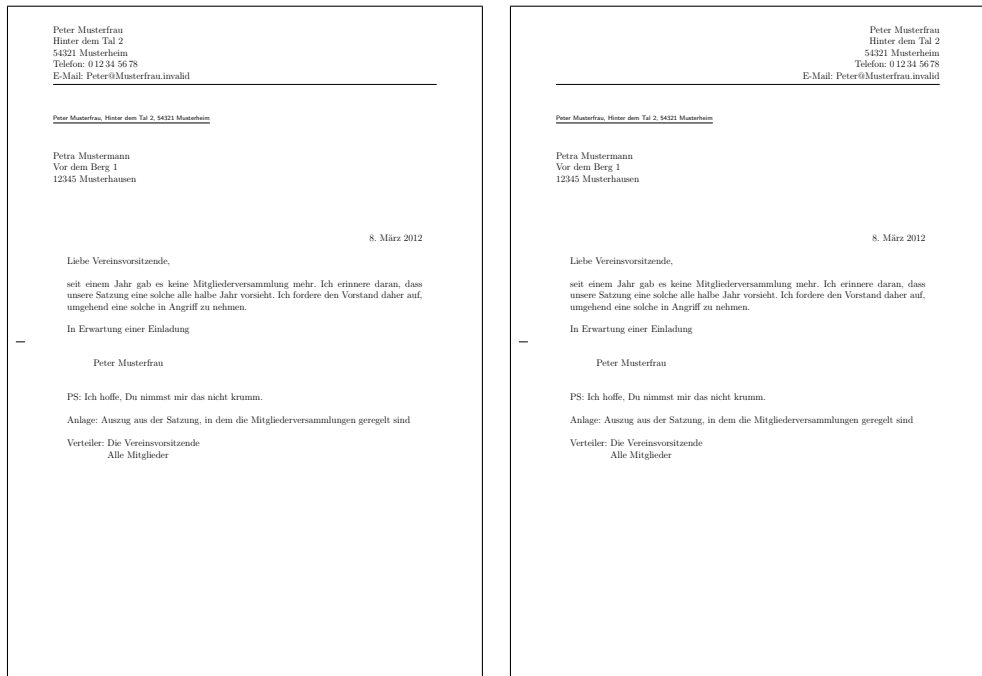 Peter Musterfrau
Hinter dem Tal 2
54321 Musterheim
Telefon: 0 12 34 56 78
E-Mail: Peter@Musterfrau.invalid
Peter Musterfrau, Hinter dem Tal 2, 54321 Musterheim
Petra Mustermann
Vor dem Berg 1
12345 Musterhausen
8. März 2012
Liebe Vereinsvorsitzende,
seit einem Jahr gab es keine Mitgliederversammlung mehr. Ich erinnere daran, dass
unsere Satzung eine solche alle halbe Jahr vorsieht. Ich fordere den Vorstand daher auf,
umgehend eine solche in Angriff zu nehmen.
In Erwartung einer Einladung
Peter Musterfrau
PS: Ich hoffe, Du nimmst mir das nicht krumm.
Anlage: Auszug aus der Satzung, in dem die Mitgliederversammlungen geregelt sind
Verteiler: Die Vereinsvorsitzende
Alle Mitglieder
Peter Musterfrau
Hinter dem Tal 2
54321 Musterheim
Telefon: 0 12 34 56 78
E-Mail: Peter@Musterfrau.invalid
Peter Musterfrau, Hinter dem Tal 2, 54321 Musterheim
Petra Mustermann
Vor dem Berg 1
12345 Musterhausen
8. März 2012
Liebe Vereinsvorsitzende,
seit einem Jahr gab es keine Mitgliederversammlung mehr. Ich erinnere daran, dass
unsere Satzung eine solche alle halbe Jahr vorsieht. Ich fordere den Vorstand daher auf,
umgehend eine solche in Angriff zu nehmen.
In Erwartung einer Einladung
Peter Musterfrau
PS: Ich hoffe, Du nimmst mir das nicht krumm.
Anlage: Auszug aus der Satzung, in dem die Mitgliederversammlungen geregelt sind
Verteiler: Die Vereinsvorsitzende
Alle Mitglieder